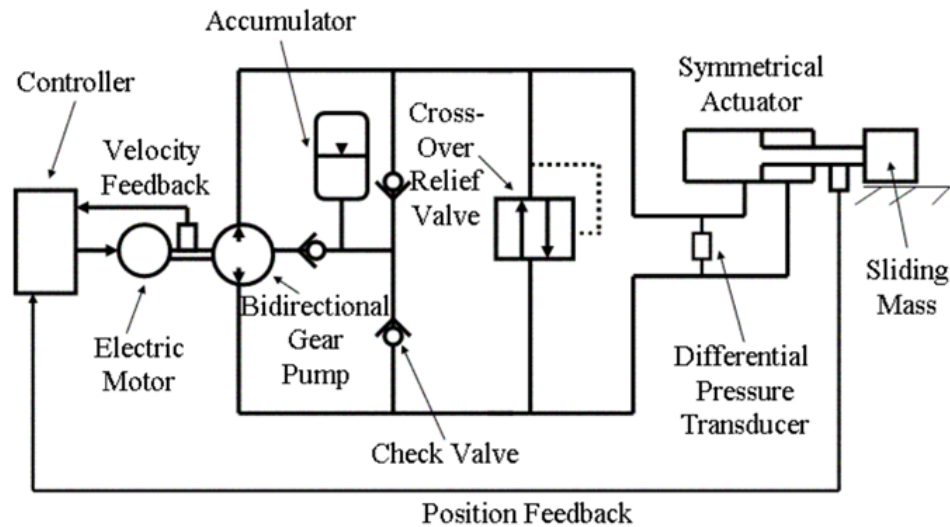 Accumulator
Controller
Velocity
Feedback
Cross-
Over
Relief
Valve
Symmetrical
Actuator
Electric
Motor
Bidirectional
Gear
Pump
Check Valve
Differential
Pressure
Transducer
Sliding
Mass
Position Feedback